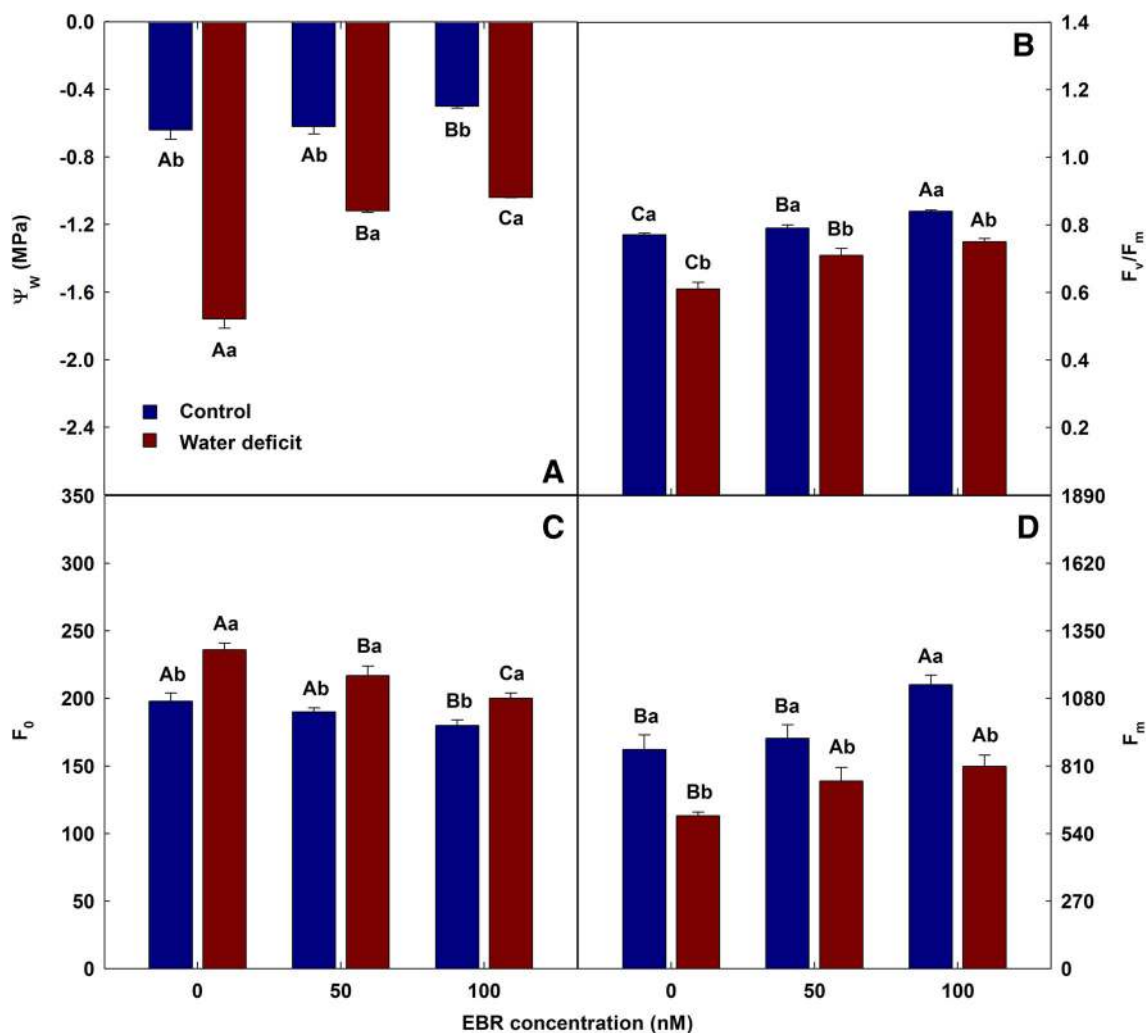 0.0
-0.4
-0.8
-1.2
-1.6
-2.0
-2.4
Ψw (MPa)
Ab
Aa
Ab
Ba
Bb
Ca
Control
Water deficit
A
B
Ca
Cb
Ba
Bb
Aa
Ab
1.4
1.2
1.0
0.8
0.6
0.4
0.2
Fv/Fm
350
300
250
200
150
100
50
0
F0
Ab
Aa
Ab
Ba
Bb
Ca
C
0
50
100
D
Ba
Bb
Ba
Ab
Aa
Ab
1890
1620
1350
1080
810
540
270
0
Fm
0
50
100
EBR concentration (nM)